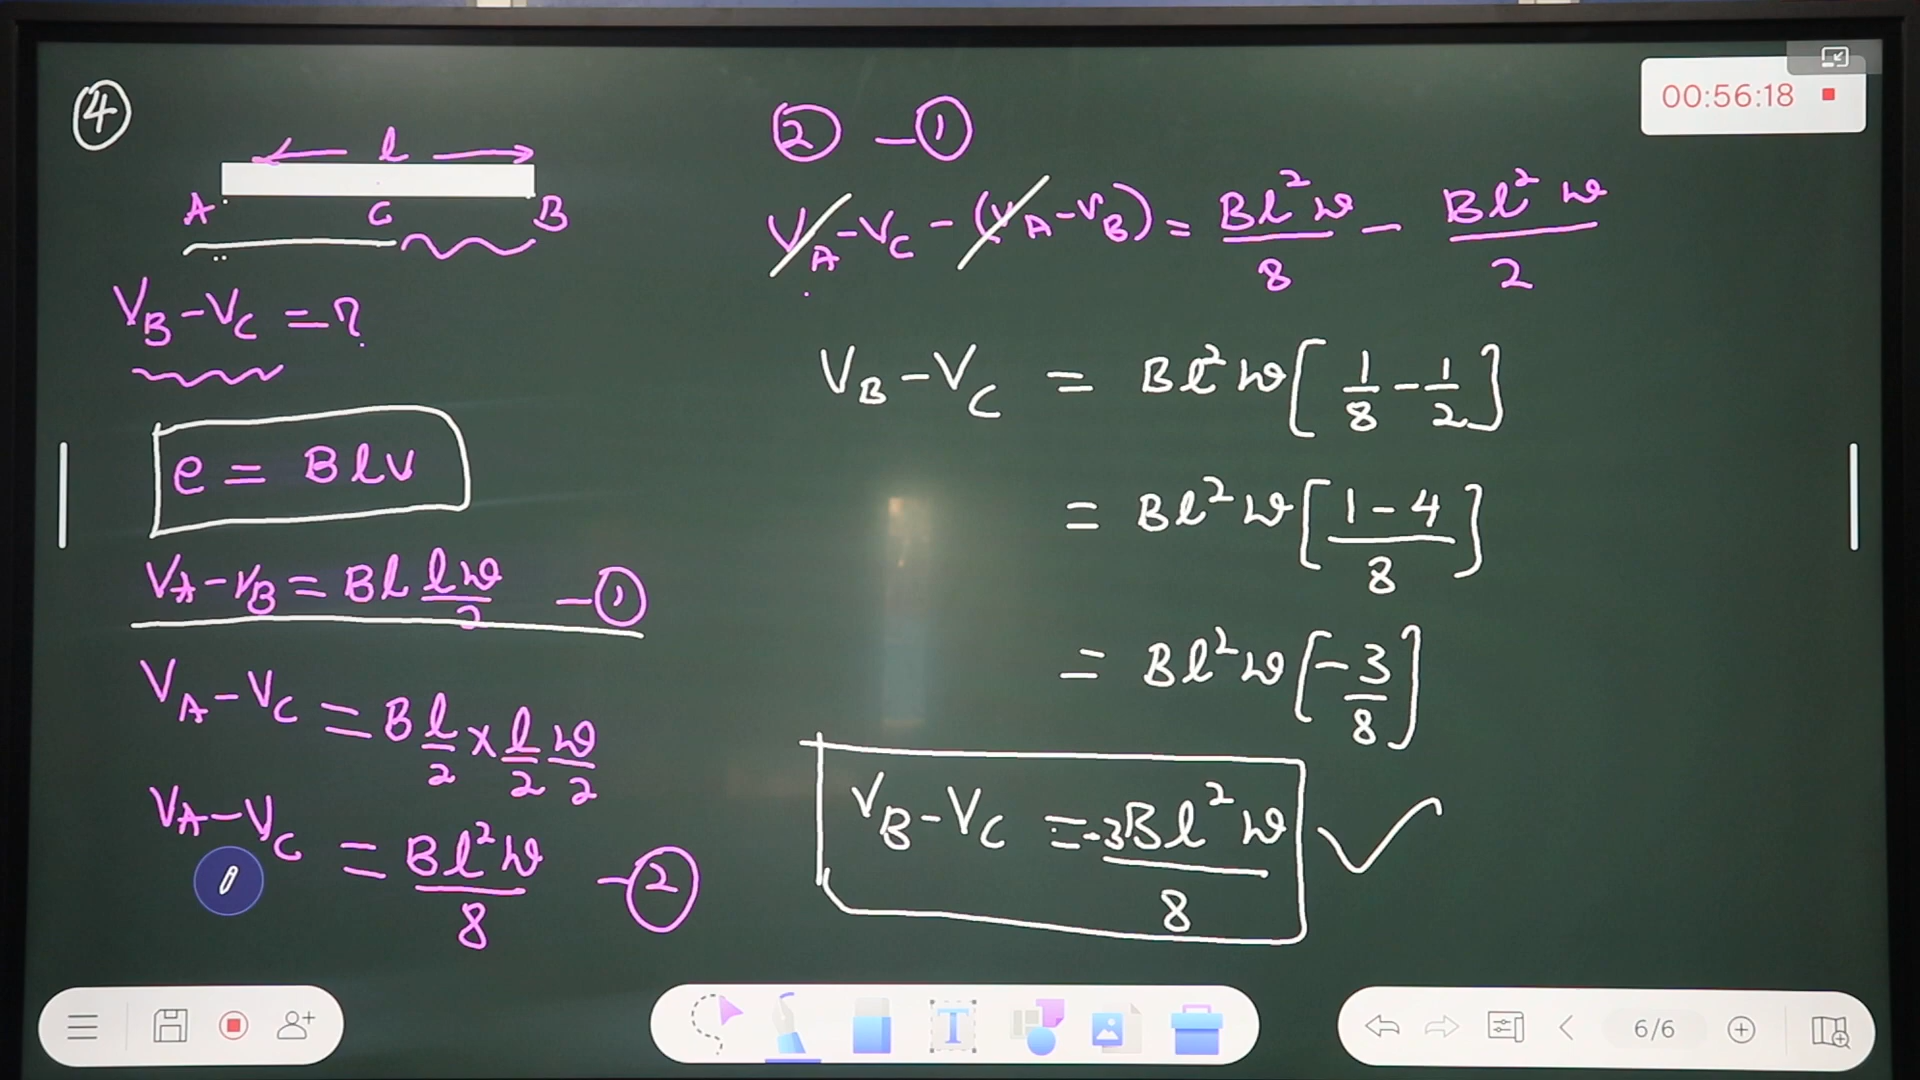 ④
l
A C B
V_B - V_C = ?
e = Blv
V_A - V_B = Bl lω/2 - ①
V_A - V_C = B l/2 × l/2 ω/2
V_A - V_C = Bl²ω/8 - ②
② - ①
V_A - V_C - (V_A - V_B) = Bl²ω/8 - Bl²ω/2
V_B - V_C = Bl²ω[1/8 - 1/2]
= Bl²ω[1-4/8]
= Bl²ω[-3/8]
V_B - V_C = -3Bl²ω/8
00:56:18
T
6/6